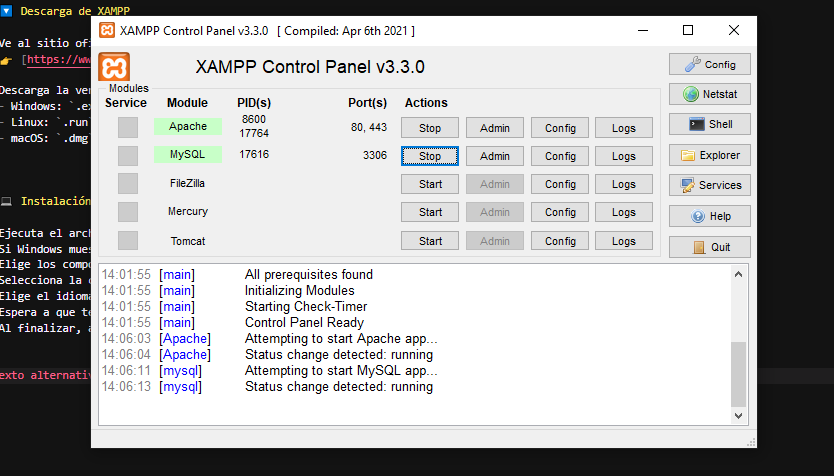 🔽 Descarga de XAMPP
Ve al sitio ofi
👉 [https://ww
Descarga la ver
- Windows: `.ex
- Linux: `.run`
- macOS: `.dmg`
💻 Instalación
Ejecuta el arch
Si Windows mues
Elige los compo
Selecciona la c
Elige el idioma
Espera a que te
Al finalizar, a
exto alternativ
XAMPP Control Panel v3.3.0 [ Compiled: Apr 6th 2021 ]
XAMPP Control Panel v3.3.0
Modules
Service Module PID(s) Port(s) Actions
Apache 8600 17764 80, 443 Stop Admin Config Logs
MySQL 17616 3306 Stop Admin Config Logs
FileZilla Start Admin Config Logs
Mercury Start Admin Config Logs
Tomcat Start Admin Config Logs
Config
Netstat
Shell
Explorer
Services
Help
Quit
14:01:55 [main] All prerequisites found
14:01:55 [main] Initializing Modules
14:01:55 [main] Starting Check-Timer
14:01:55 [main] Control Panel Ready
14:06:03 [Apache] Attempting to start Apache app...
14:06:04 [Apache] Status change detected: running
14:06:11 [mysql] Attempting to start MySQL app...
14:06:13 [mysql] Status change detected: running